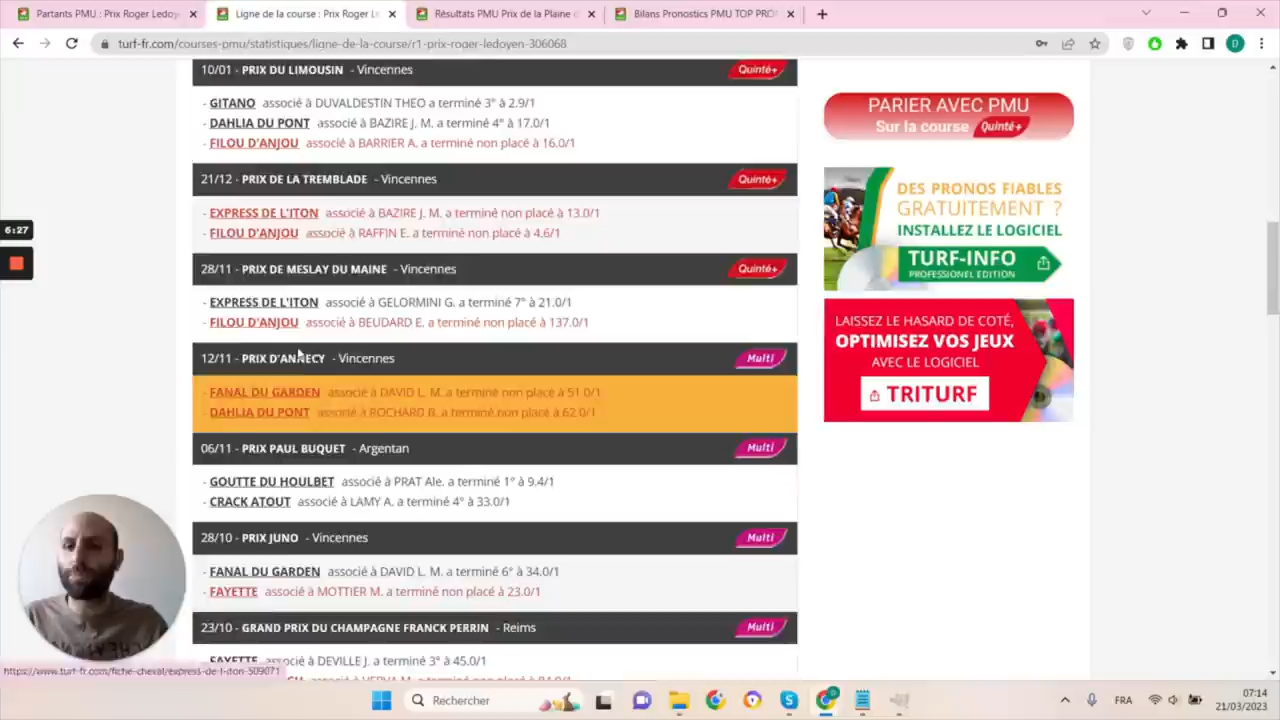 Partants PMU : Prix Roger Ledoy
Ligne de la course : Prix Roger L
Résultats PMU Prix de la Plaine d
Bilans Pronostics PMU TOP PRO
turf-fr.com/courses-pmu/statistiques/ligne-de-la-course/r1-prix-roger-ledoyen-306068
D
10/01 - PRIX DU LIMOUSIN - Vincennes
Quinté+
- GITANO associé à DUVALDESTIN THEO a terminé 3° à 2.9/1
- DAHLIA DU PONT associé à BAZIRE J. M. a terminé 4° à 17.0/1
- FILOU D'ANJOU associé à BARRIER A. a terminé non placé à 16.0/1
21/12 - PRIX DE LA TREMBLADE - Vincennes
Quinté+
- EXPRESS DE L'ITON associé à BAZIRE J. M. a terminé non placé à 13.0/1
- FILOU D'ANJOU associé à RAFFIN E. a terminé non placé à 4.6/1
28/11 - PRIX DE MESLAY DU MAINE - Vincennes
Quinté+
- EXPRESS DE L'ITON associé à GELORMINI G. a terminé 7° à 21.0/1
- FILOU D'ANJOU associé à BEUDARD E. a terminé non placé à 137.0/1
12/11 - PRIX D'ANNECY - Vincennes
Multi
- FANAL DU GARDEN associé à DAVID L. M. a terminé non placé à 51.0/1
- DAHLIA DU PONT associé à ROCHARD B. a terminé non placé à 62.0/1
06/11 - PRIX PAUL BUQUET - Argentan
Multi
- GOUTTE DU HOULBET associé à PRAT Ale. a terminé 1° à 9.4/1
- CRACK ATOUT associé à LAMY A. a terminé 4° à 33.0/1
28/10 - PRIX JUNO - Vincennes
Multi
- FANAL DU GARDEN associé à DAVID L. M. a terminé 6° à 34.0/1
- FAYETTE associé à MOTTIER M. a terminé non placé à 23.0/1
23/10 - GRAND PRIX DU CHAMPAGNE FRANCK PERRIN - Reims
Multi
- FAYETTE associé à DEVILLE J. a terminé 3° à 45.0/1
PARIER AVEC PMU
Sur la course Quinté+
DES PRONOS FIABLES
GRATUITEMENT ?
INSTALLEZ LE LOGICIEL
TURF-INFO
PROFESSIONEL EDITION
LAISSEZ LE HASARD DE COTÉ,
OPTIMISEZ VOS JEUX
AVEC LE LOGICIEL
TRITURF
6:27
https://www.turf-fr.com/fiche-cheval/express-de-l-iton-509071
Rechercher
FRA
07:14
21/03/2023